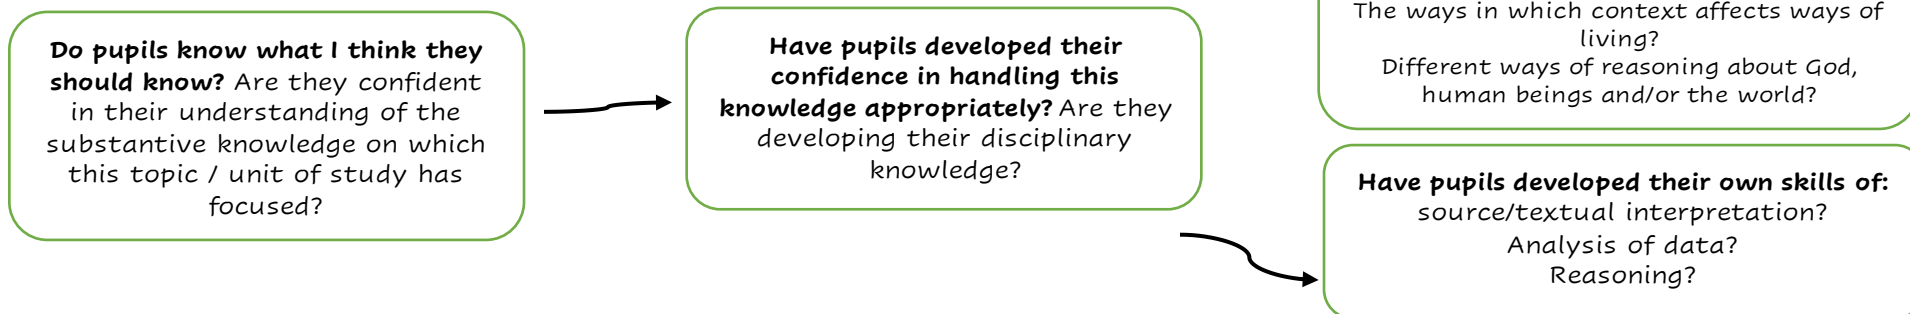 Do pupils know what I think they
should know? Are they confident
in their understanding of the
substantive knowledge on which
this topic / unit of study has
focused?
Have pupils developed their
confidence in handling this
knowledge appropriately? Are they
developing their disciplinary
knowledge?
The ways in which context affects ways of
living?
Different ways of reasoning about God,
human beings and/or the world?
Have pupils developed their own skills of:
source/textual interpretation?
Analysis of data?
Reasoning?